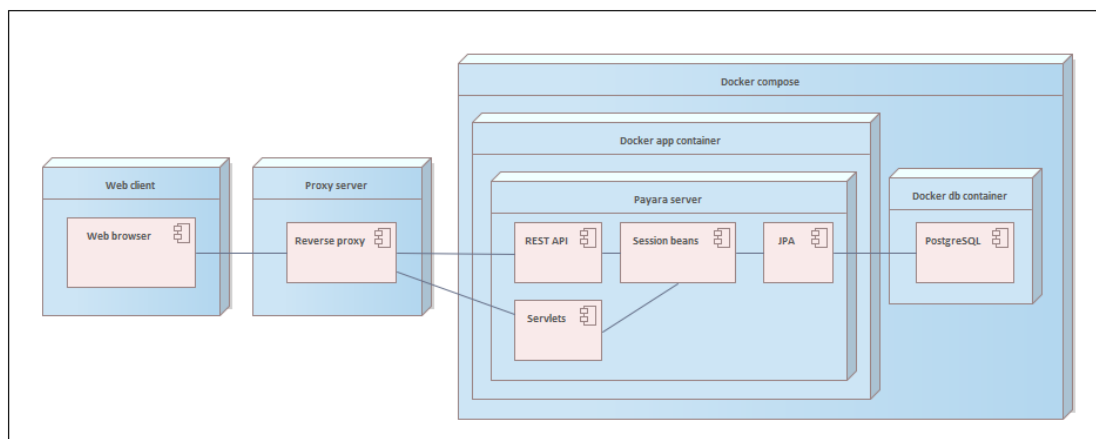 Docker compose
Docker app container
Web client
Proxy server
Payara server
Docker db container
Web browser
Reverse proxy
REST API
Session beans
JPA
PostgreSQL
Servlets